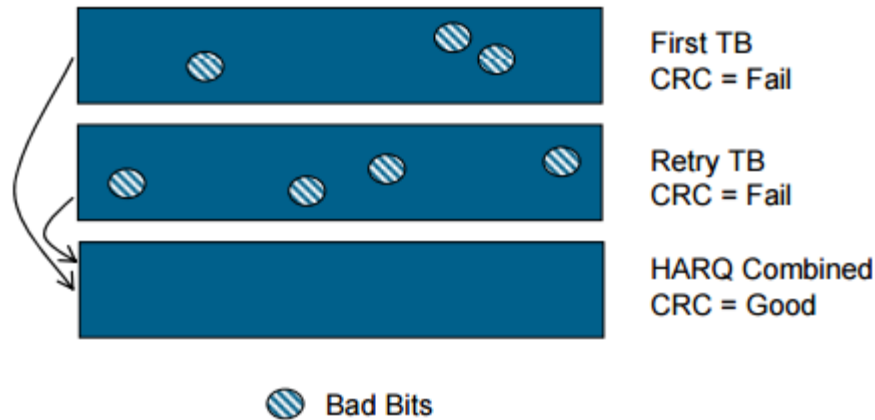 First TB
CRC = Fail
Retry TB
CRC = Fail
HARQ Combined
CRC = Good
Bad Bits